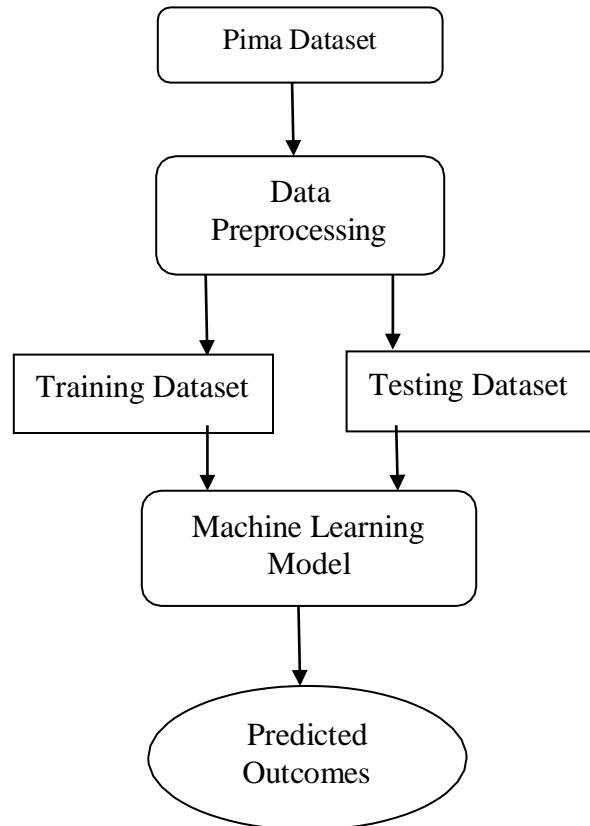 Pima Dataset
Data
Preprocessing
Training Dataset
Testing Dataset
Machine Learning
Model
Predicted
Outcomes